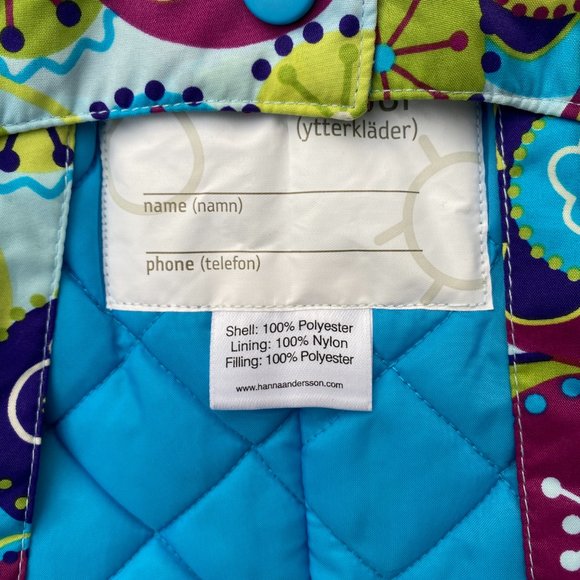 (ytterkläder)
name (namn)
phone (telefon)
Shell: 100% Polyester
Lining: 100% Nylon
Filling: 100% Polyester
www.hannaandersson.com